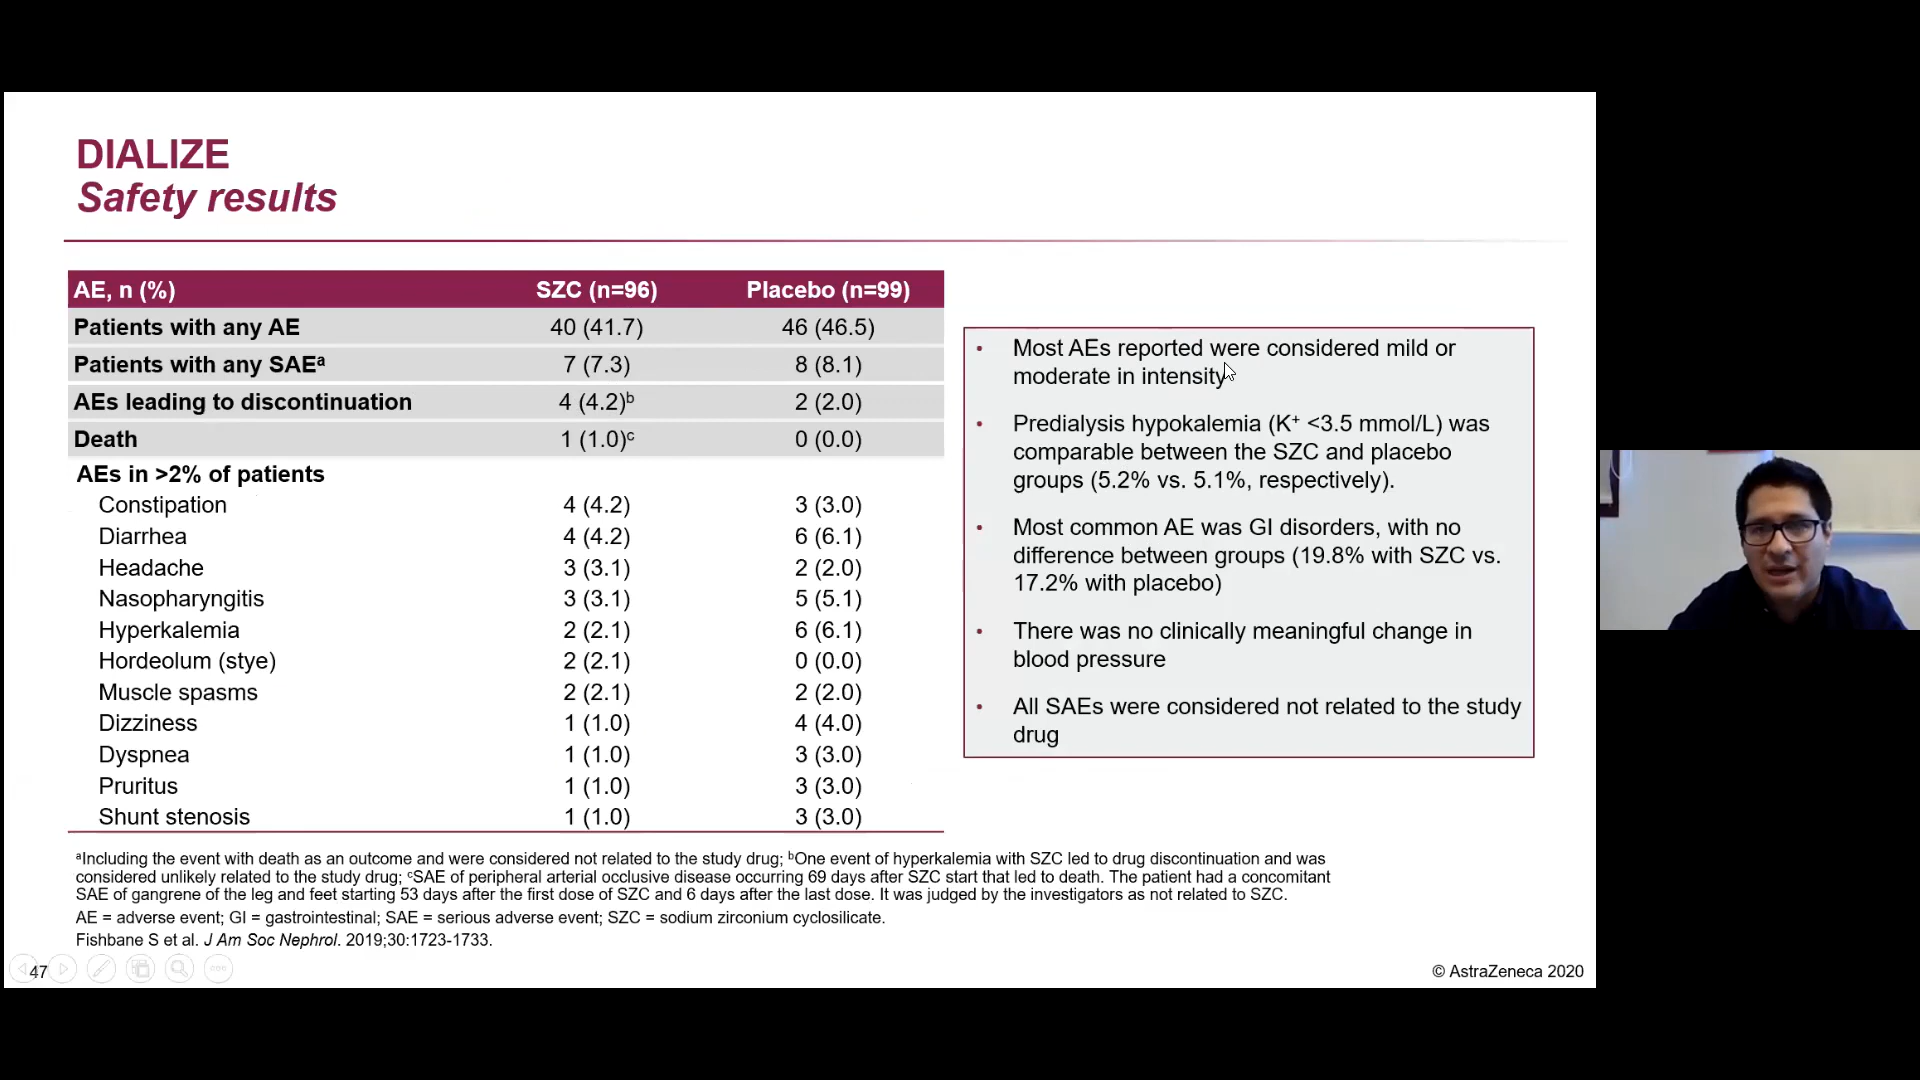 DIALIZE
Safety results
AE, n (%) SZC (n=96) Placebo (n=99)
Patients with any AE 40 (41.7) 46 (46.5)
Patients with any SAEᵃ 7 (7.3) 8 (8.1)
AEs leading to discontinuation 4 (4.2)ᵇ 2 (2.0)
Death 1 (1.0)ᶜ 0 (0.0)
AEs in >2% of patients
Constipation 4 (4.2) 3 (3.0)
Diarrhea 4 (4.2) 6 (6.1)
Headache 3 (3.1) 2 (2.0)
Nasopharyngitis 3 (3.1) 5 (5.1)
Hyperkalemia 2 (2.1) 6 (6.1)
Hordeolum (stye) 2 (2.1) 0 (0.0)
Muscle spasms 2 (2.1) 2 (2.0)
Dizziness 1 (1.0) 4 (4.0)
Dyspnea 1 (1.0) 3 (3.0)
Pruritus 1 (1.0) 3 (3.0)
Shunt stenosis 1 (1.0) 3 (3.0)
• Most AEs reported were considered mild or
moderate in intensity
• Predialysis hypokalemia (K⁺ <3.5 mmol/L) was
comparable between the SZC and placebo
groups (5.2% vs. 5.1%, respectively).
• Most common AE was GI disorders, with no
difference between groups (19.8% with SZC vs.
17.2% with placebo)
• There was no clinically meaningful change in
blood pressure
• All SAEs were considered not related to the study
drug
ᵃIncluding the event with death as an outcome and were considered not related to the study drug; ᵇOne event of hyperkalemia with SZC led to drug discontinuation and was
considered unlikely related to the study drug; ᶜSAE of peripheral arterial occlusive disease occurring 69 days after SZC start that led to death. The patient had a concomitant
SAE of gangrene of the leg and feet starting 53 days after the first dose of SZC and 6 days after the last dose. It was judged by the investigators as not related to SZC.
AE = adverse event; GI = gastrointestinal; SAE = serious adverse event; SZC = sodium zirconium cyclosilicate.
Fishbane S et al. J Am Soc Nephrol. 2019;30:1723-1733.
47
© AstraZeneca 2020